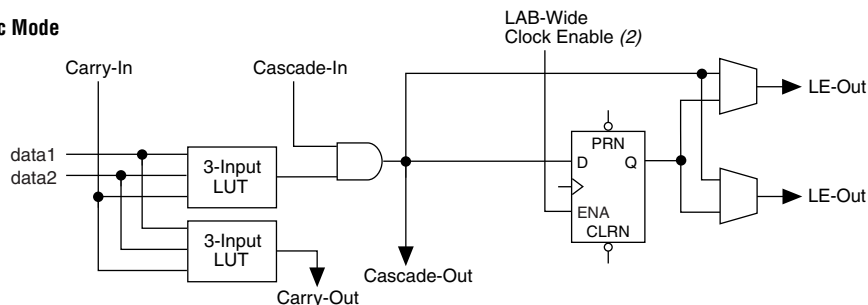 c Mode
LAB-Wide
Clock Enable (2)
Carry-In
Cascade-In
LE-Out
PRN
data1
data2
3-Input
LUT
D
Q
LE-Out
ENA
CLRN
3-Input
LUT
Cascade-Out
Carry-Out